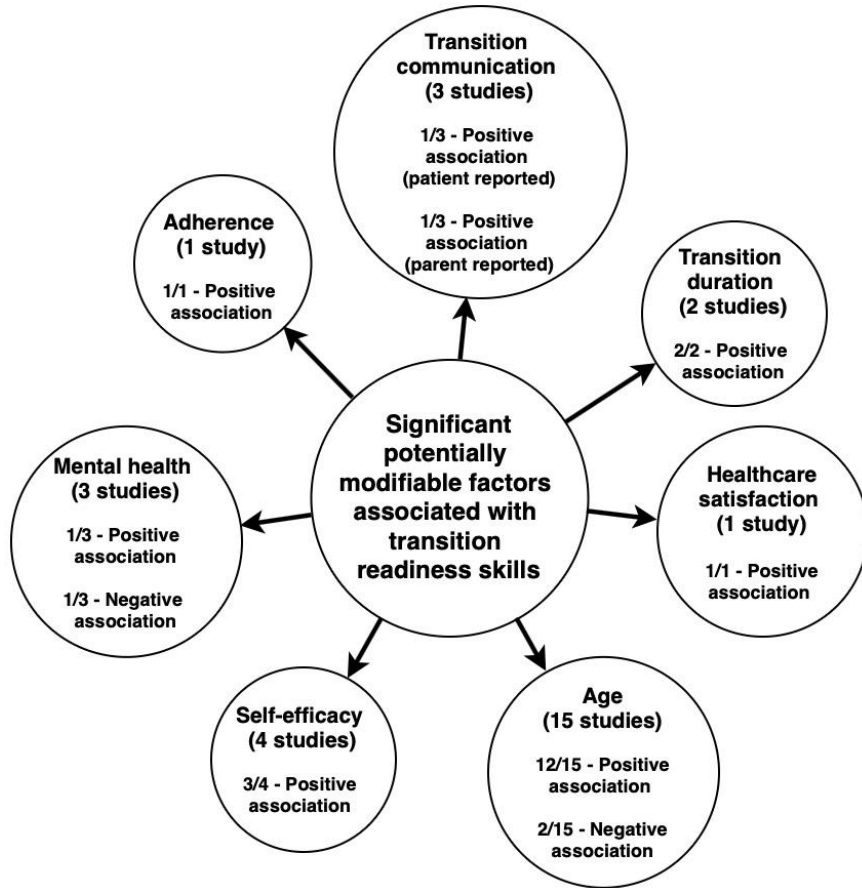 Transition
communication
(3 studies)
1/3 - Positive
association
(patient reported)
1/3 - Positive
association
(parent reported)
Adherence
(1 study)
1/1 - Positive
association
Transition
duration
(2 studies)
2/2 - Positive
association
Significant
potentially
modifiable factors
associated with
transition
readiness skills
Mental health
(3 studies)
1/3 - Positive
association
1/3 - Negative
association
Healthcare
satisfaction
(1 study)
1/1 - Positive
association
Self-efficacy
(4 studies)
3/4 - Positive
association
Age
(15 studies)
12/15 - Positive
association
2/15 - Negative
association